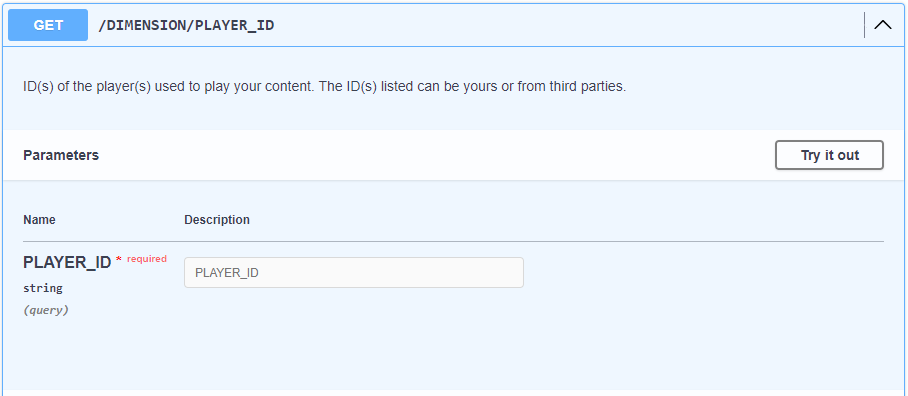 GET /DIMENSION/PLAYER_ID
ID(s) of the player(s) used to play your content. The ID(s) listed can be yours or from third parties.
Parameters Try it out
Name Description
PLAYER_ID * required PLAYER_ID
string
(query)